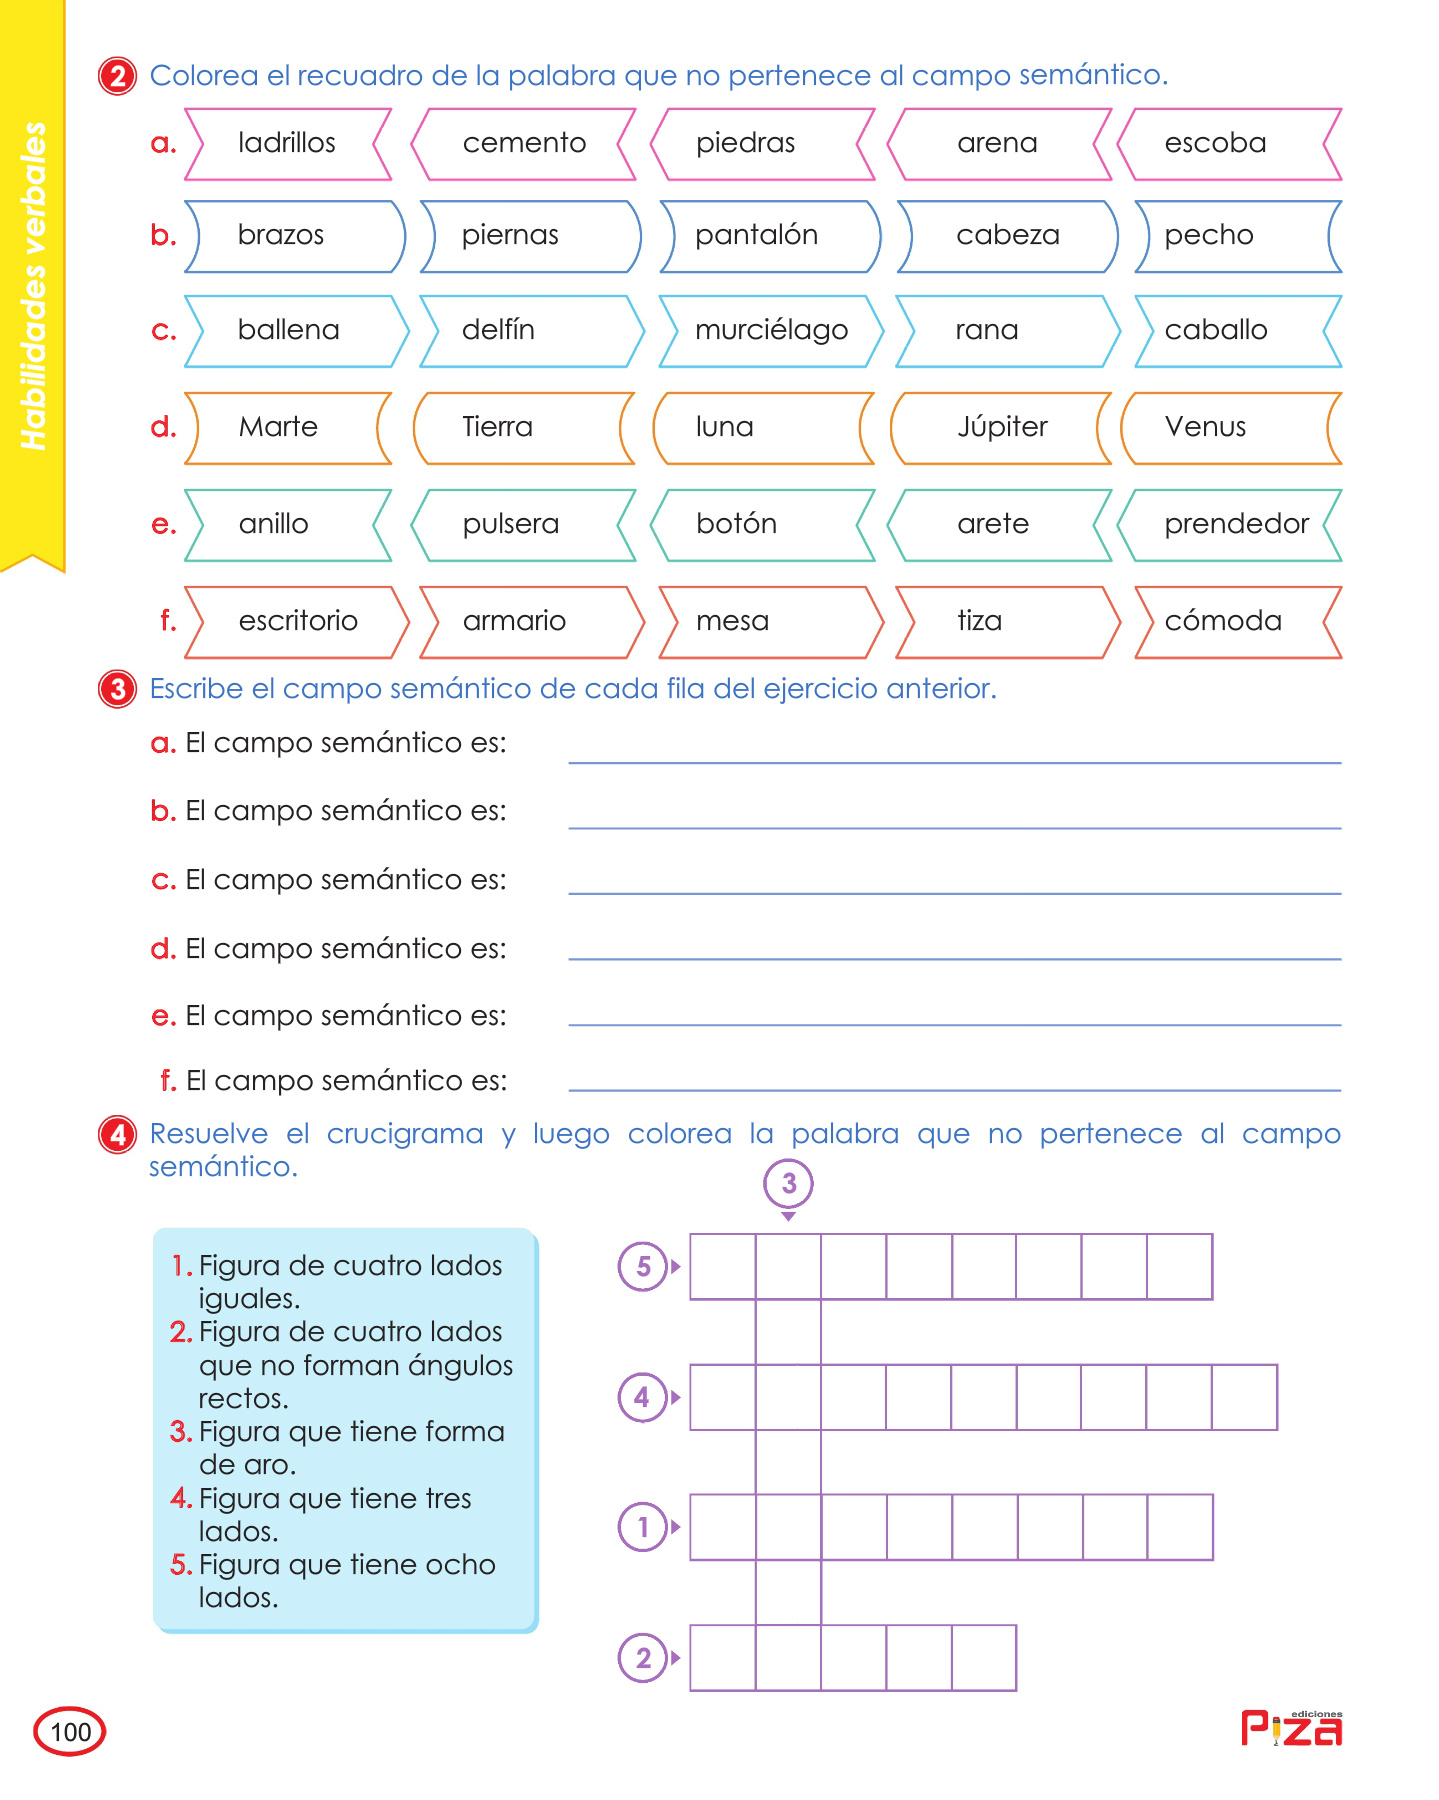 Habilidades verbales
2 Colorea el recuadro de la palabra que no pertenece al campo semántico.
a. ladrillos cemento piedras arena escoba
b. brazos piernas pantalón cabeza pecho
c. ballena delfín murciélago rana caballo
d. Marte Tierra luna Júpiter Venus
e. anillo pulsera botón arete prendedor
f. escritorio armario mesa tiza cómoda
3 Escribe el campo semántico de cada fila del ejercicio anterior.
a. El campo semántico es:
b. El campo semántico es:
c. El campo semántico es:
d. El campo semántico es:
e. El campo semántico es:
f. El campo semántico es:
4 Resuelve el crucigrama y luego colorea la palabra que no pertenece al campo
semántico.
1. Figura de cuatro lados
iguales.
2. Figura de cuatro lados
que no forman ángulos
rectos.
3. Figura que tiene forma
de aro.
4. Figura que tiene tres
lados.
5. Figura que tiene ocho
lados.
3
5
4
1
2
100
ediciones
Piza